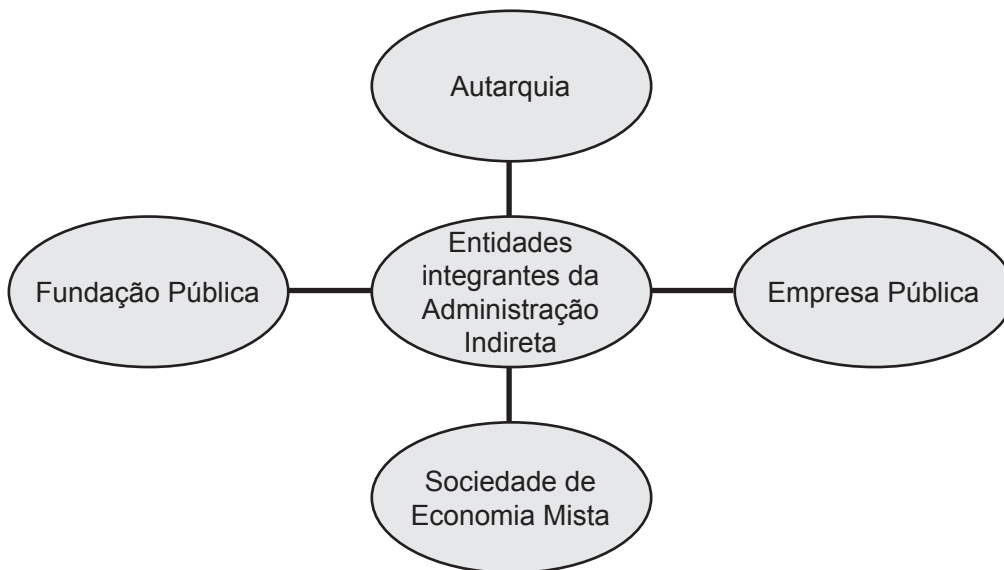 Autarquia
Fundação Pública
Entidades
integrantes da
Administração
Indireta
Empresa Pública
Sociedade de
Economia Mista